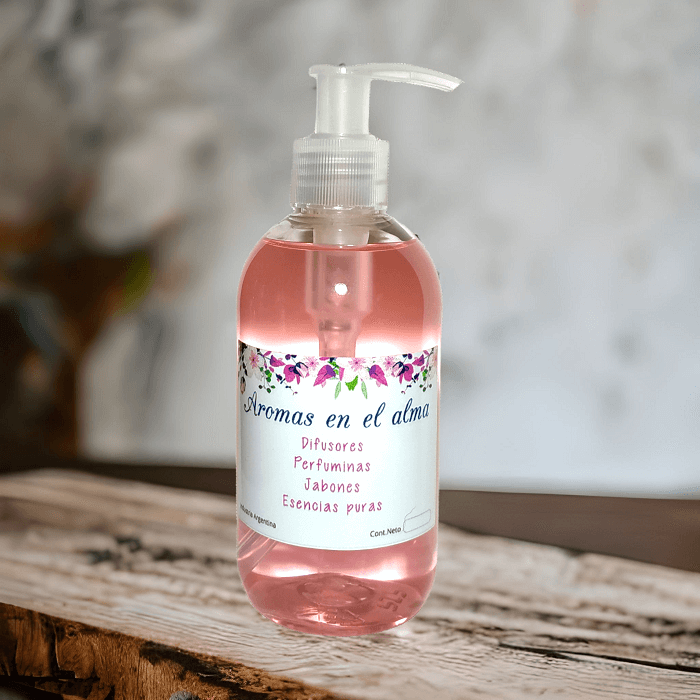 Aromas en el alma
Difusores
Perfuminas
Jabones
Esencias puras
Industria Argentina
Cont.Neto